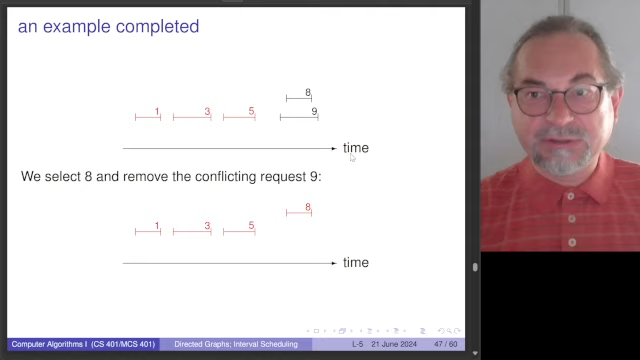 an example completed
8
1 3 5 9
time
We select 8 and remove the conflicting request 9:
8
1 3 5
time
Computer Algorithms I (CS 401/MCS 401) Directed Graphs; Interval Scheduling L-5 21 June 2024 47 / 60